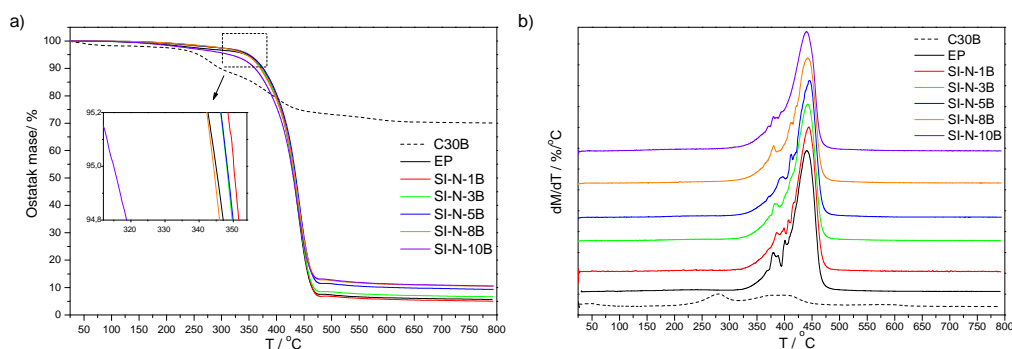 a)
100
90
80
70
60
50
40
30
20
10
0
Ostatak mase/ %
95,2
95,0
94,8
320 330 340 350
C30B
EP
SI-N-1B
SI-N-3B
SI-N-5B
SI-N-8B
SI-N-10B
50 100 150 200 250 300 350 400 450 500 550 600 650 700 750 800
T / °C
b)
dM/dT / %/°C
C30B
EP
SI-N-1B
SI-N-3B
SI-N-5B
SI-N-8B
SI-N-10B
50 100 150 200 250 300 350 400 450 500 550 600 650 700 750 800
T / °C